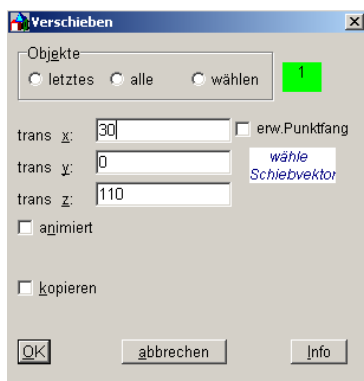 Verschieben
Objekte
letztes alle wählen 1
trans x: 30 erw.Punktfang
trans y: 0 wähle
Schiebvektor
trans z: 110
animiert
kopieren
OK abbrechen Info